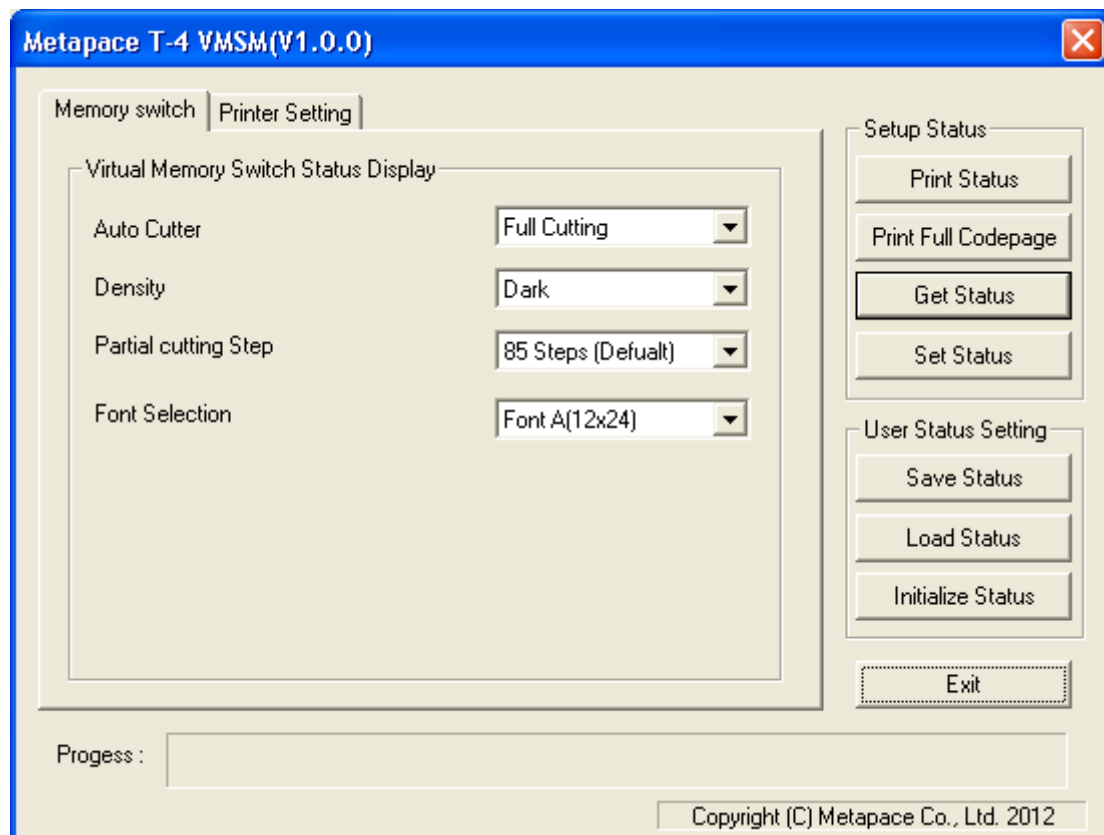 Metapace T-4 VMSM(V1.0.0)
Memory switch
Printer Setting
Virtual Memory Switch Status Display
Auto Cutter
Full Cutting
Density
Dark
Partial cutting Step
85 Steps (Defualt)
Font Selection
Font A(12x24)
Setup Status
Print Status
Print Full Codepage
Get Status
Set Status
User Status Setting
Save Status
Load Status
Initialize Status
Exit
Progess :
Copyright (C) Metapace Co., Ltd. 2012